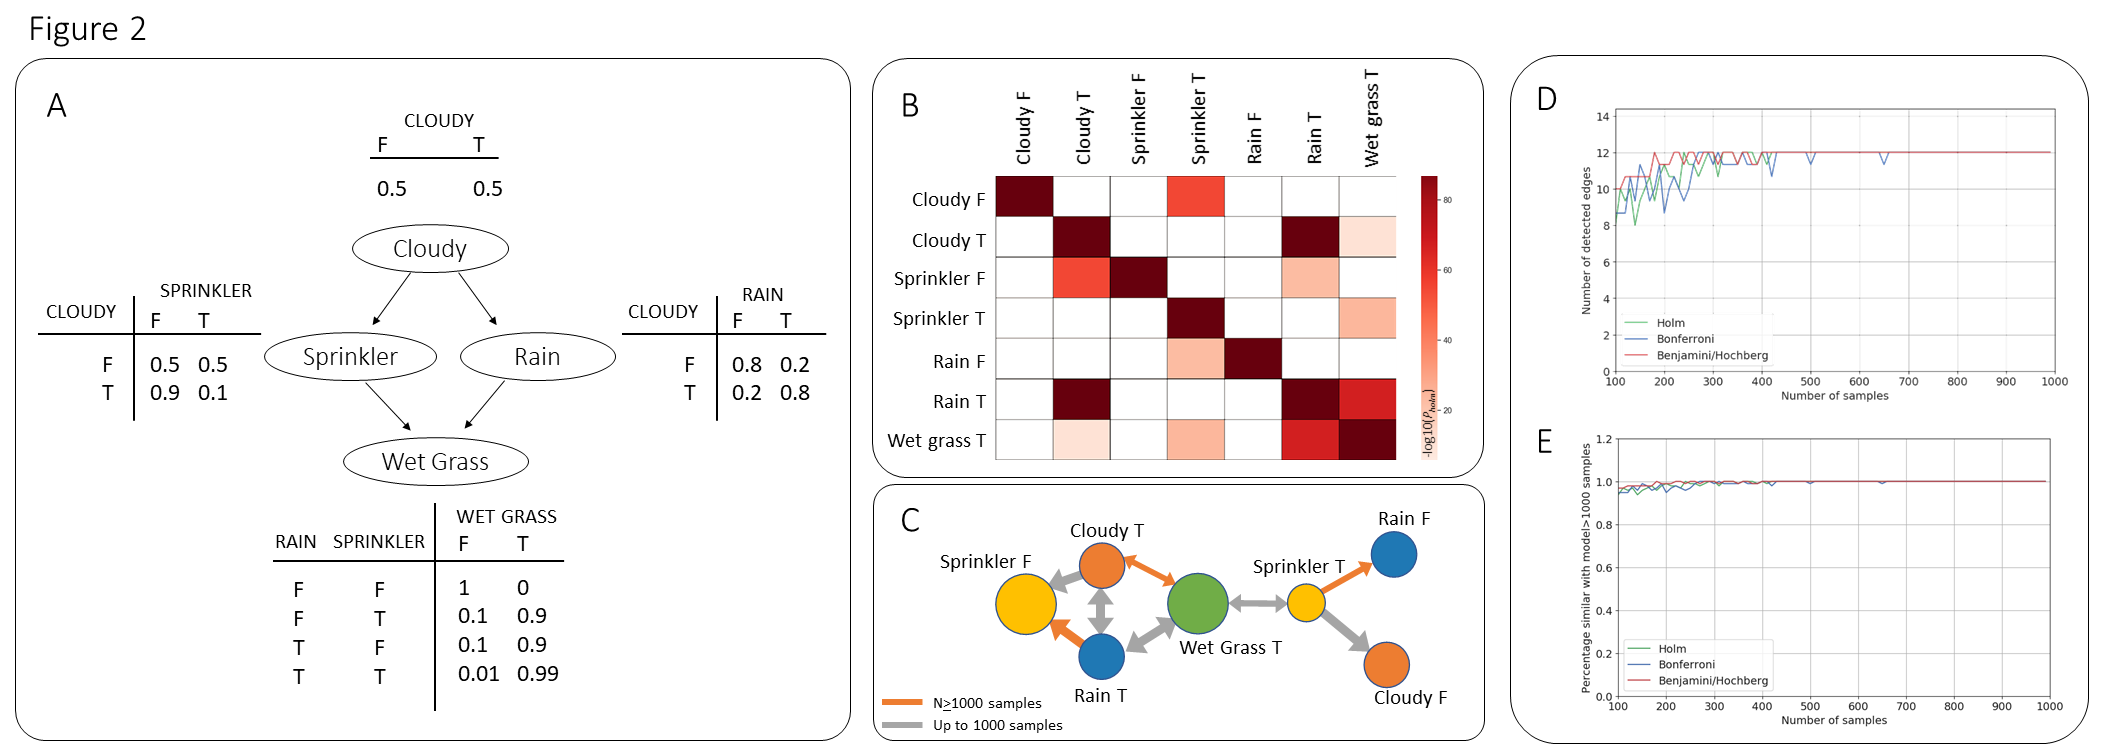 Figure 2
A
CLOUDY
F T
0.5 0.5
Cloudy
SPRINKLER
CLOUDY
F T
F 0.5 0.5
T 0.9 0.1
RAIN
CLOUDY
F T
F 0.8 0.2
T 0.2 0.8
Sprinkler
Rain
Wet Grass
WET GRASS
RAIN SPRINKLER F T
F F 1 0
F T 0.1 0.9
T F 0.1 0.9
T T 0.01 0.99
B
Cloudy F
Cloudy T
Sprinkler F
Sprinkler T
Rain F
Rain T
Wet grass T
Cloudy F
Cloudy T
Sprinkler F
Sprinkler T
Rain F
Rain T
Wet grass T
80
60
40
20
-log10(ρholm)
C
Cloudy T
Sprinkler F
Rain T
Wet Grass T
Sprinkler T
Rain F
Cloudy F
N≥1000 samples
Up to 1000 samples
D
Number of detected edges
14
12
10
8
6
4
2
0
Holm
Bonferroni
Benjamini/Hochberg
100 200 300 400 500 600 700 800 900 1000
Number of samples
E
Percentage similar with model>1000 samples
1.2
1.0
0.8
0.6
0.4
0.2
0.0
Holm
Bonferroni
Benjamini/Hochberg
100 200 300 400 500 600 700 800 900 1000
Number of samples